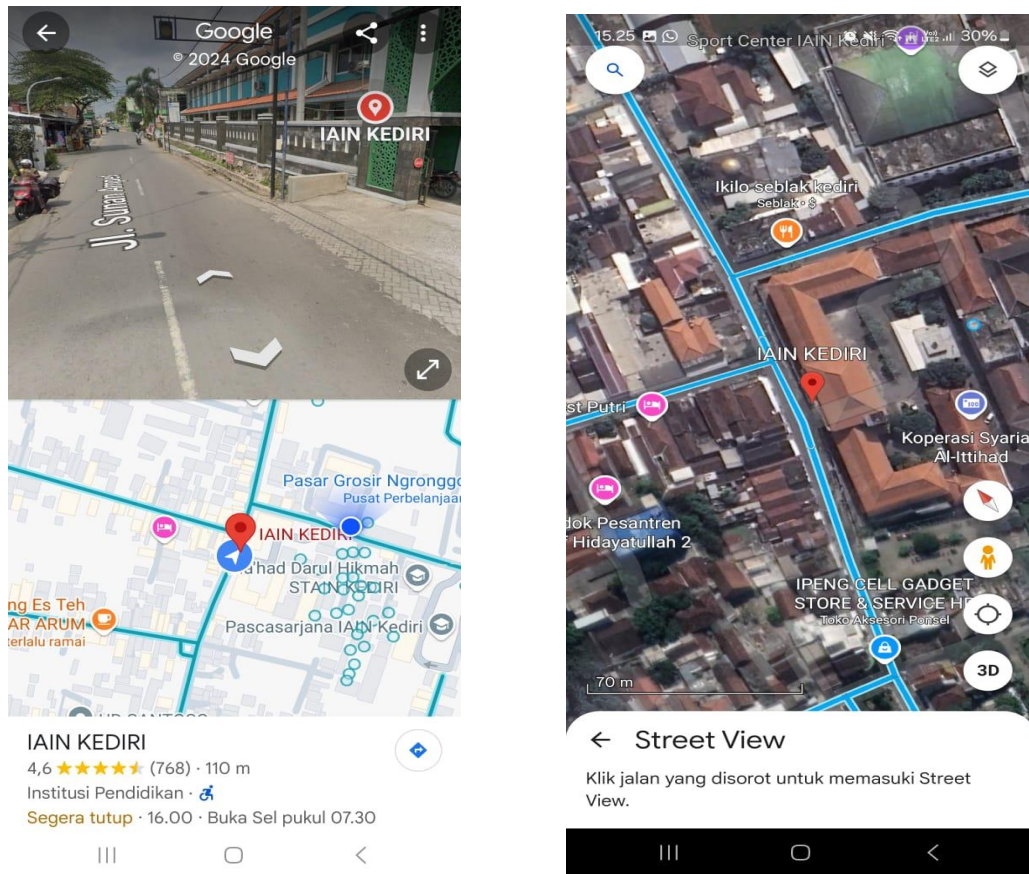 Google
© 2024 Google
IAIN KEDIRI
Jl. Sunan Ampel
Pasar Grosir Ngronggo
Pusat Perbelanjaan
IAIN KEDIRI
a'had Darul Hikmah
STAIN KEDIRI
Pascasarjana IAIN Kediri
ng Es Teh
AR ARUM
terlalu ramai
IAIN KEDIRI
4,6 (768) · 110 m
Institusi Pendidikan ·
Segera tutup · 16.00 · Buka Sel pukul 07.30
15.25
30%
Sport Center IAIN Kediri
Ikilo seblak kediri
Seblak · $
IAIN KEDIRI
st Putri
Koperasi Syaria
Al-Ittihad
dok Pesantren
f Hidayatullah 2
IPENG CELL GADGET
STORE & SERVICE HP
Toko Aksesori Ponsel
3D
70 m
Street View
Klik jalan yang disorot untuk memasuki Street
View.